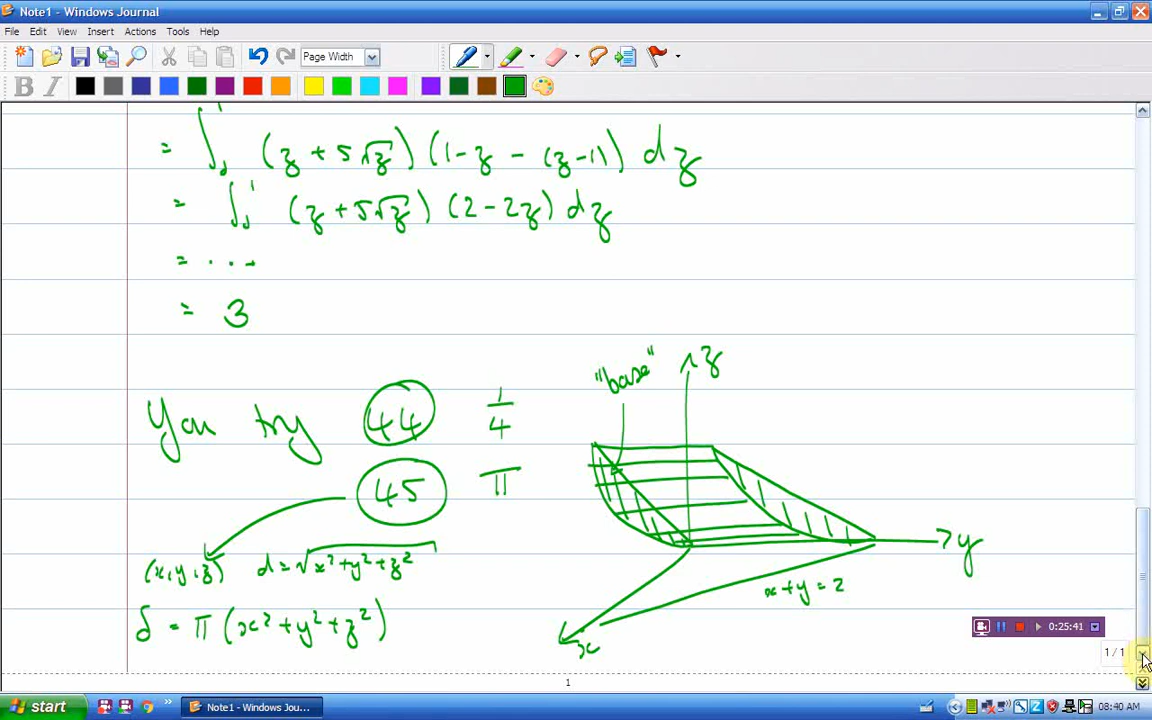 Note1 - Windows Journal
File Edit View Insert Actions Tools Help
Page Width
B I
= ∫₀¹ (z + 5√z) (1-z - (z-1)) dz
= ∫₀¹ (z + 5√z) (2-2z) dz
= ...
= 3
"base" z
You try 44 1/4
45 π
y
(x,y,z) d = √x²+y²+z²
x+y=2
δ = π(x²+y²+z²)
x
0:25:41
1 / 1
1
start Note1 - Windows Jou... 08:40 AM